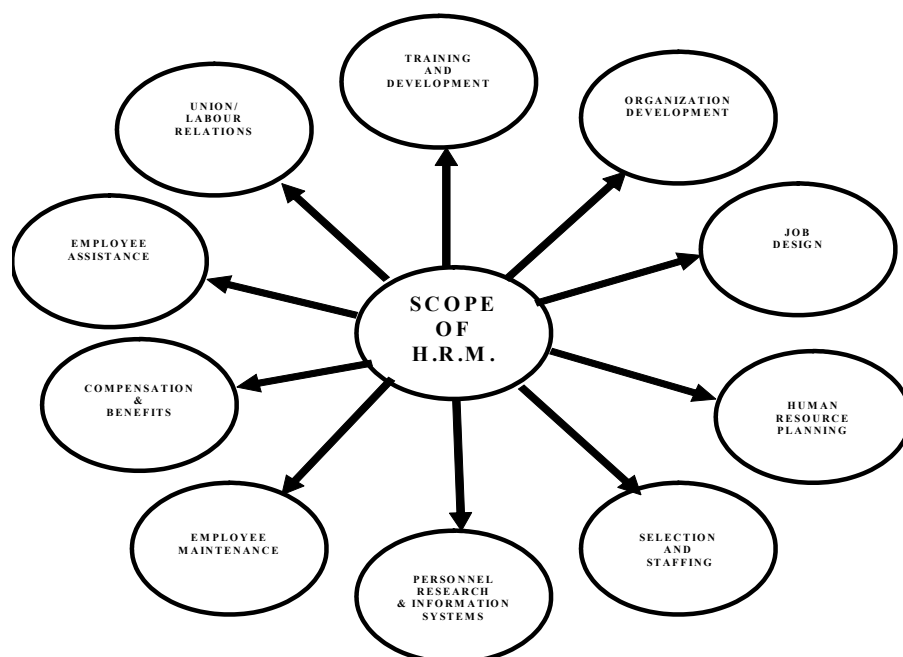 TRAINING
AND
DEVELOPMENT
ORGANIZATION
DEVELOPMENT
JOB
DESIGN
HUMAN
RESOURCE
PLANNING
SELECTION
AND
STAFFING
PERSONNEL
RESEARCH
& INFORMATION
SYSTEMS
EMPLOYEE
MAINTENANCE
COMPENSATION
&
BENEFITS
EMPLOYEE
ASSISTANCE
UNION/
LABOUR
RELATIONS
SCOPE
OF
H.R.M.